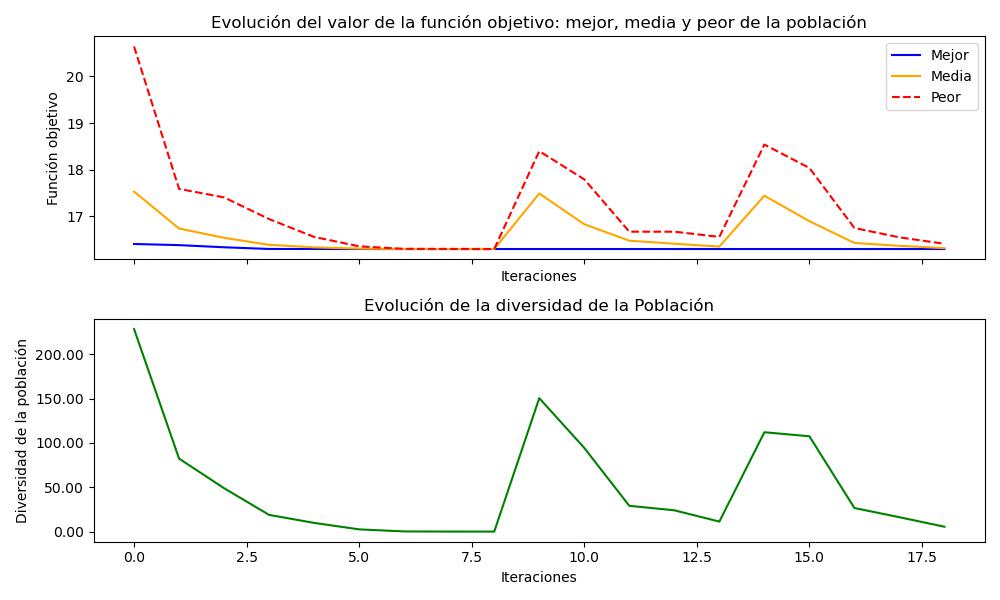 Evolución del valor de la función objetivo: mejor, media y peor de la población
Función objetivo
20
19
18
17
Mejor
Media
Peor
Iteraciones
Evolución de la diversidad de la Población
Diversidad de la población
200.00
150.00
100.00
50.00
0.00
0.0 2.5 5.0 7.5 10.0 12.5 15.0 17.5
Iteraciones